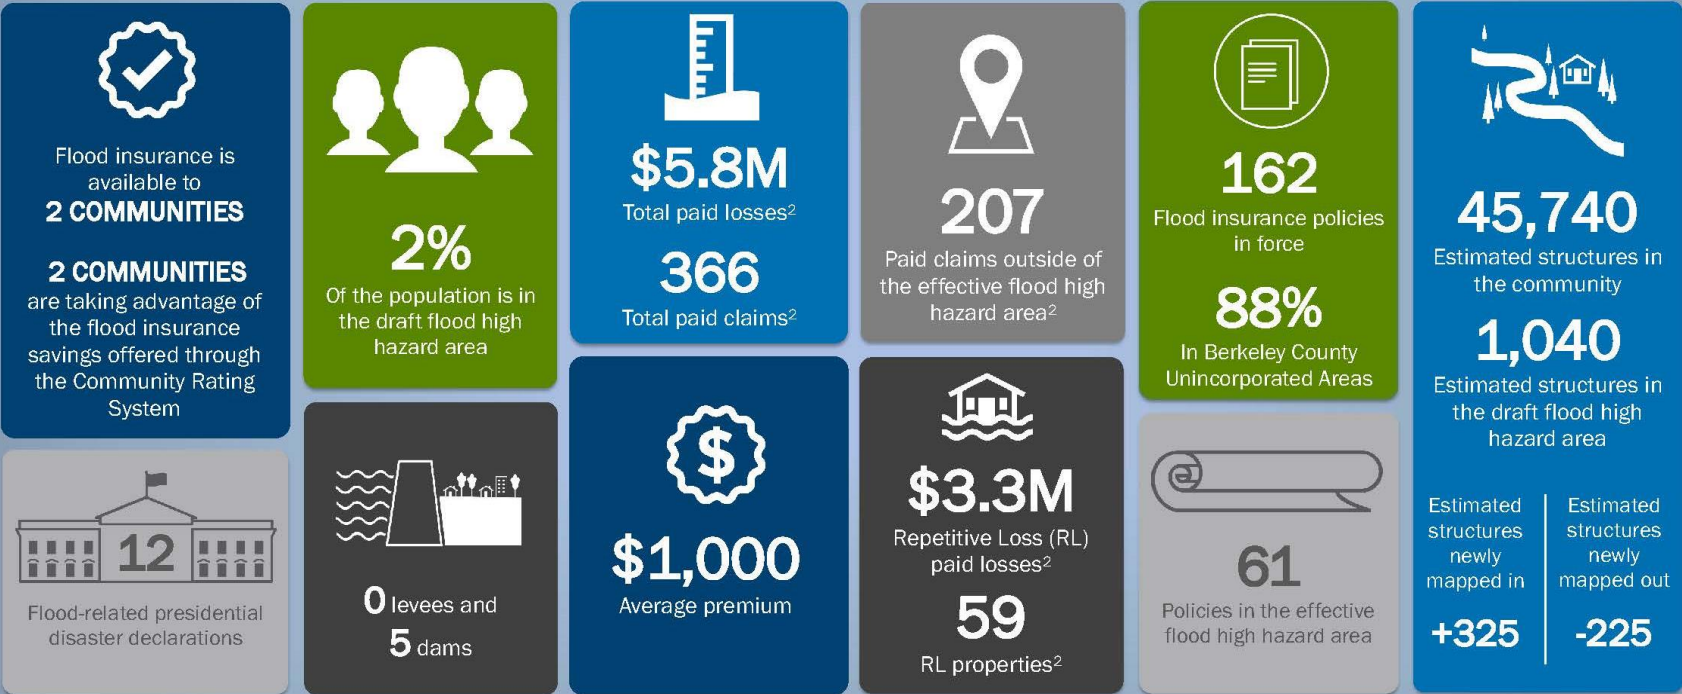 Flood insurance is
available to
2 COMMUNITIES
2 COMMUNITIES
are taking advantage of
the flood insurance
savings offered through
the Community Rating
System
12
Flood-related presidential
disaster declarations
2%
Of the population is in
the draft flood high
hazard area
0 levees and
5 dams
$5.8M
Total paid losses²
366
Total paid claims²
$
$1,000
Average premium
207
Paid claims outside of
the effective flood high
hazard area²
$3.3M
Repetitive Loss (RL)
paid losses²
59
RL properties²
162
Flood insurance policies
in force
88%
In Berkeley County
Unincorporated Areas
61
Policies in the effective
flood high hazard area
45,740
Estimated structures in
the community
1,040
Estimated structures in
the draft flood high
hazard area
Estimated
structures
newly
mapped in
+325
Estimated
structures
newly
mapped out
-225